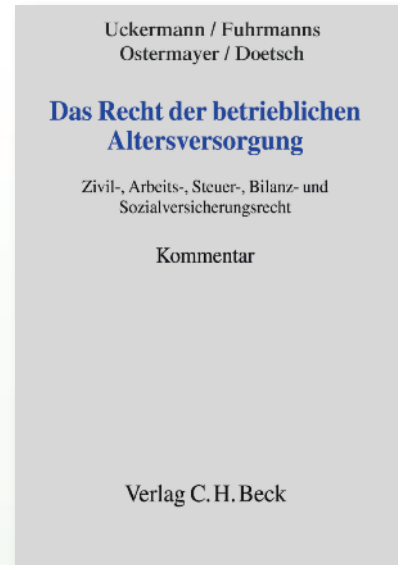 Uckermann / Fuhrmanns
Ostermayer / Doetsch
Das Recht der betrieblichen
Altersversorgung
Zivil-, Arbeits-, Steuer-, Bilanz- und
Sozialversicherungsrecht
Kommentar
Verlag C. H. Beck